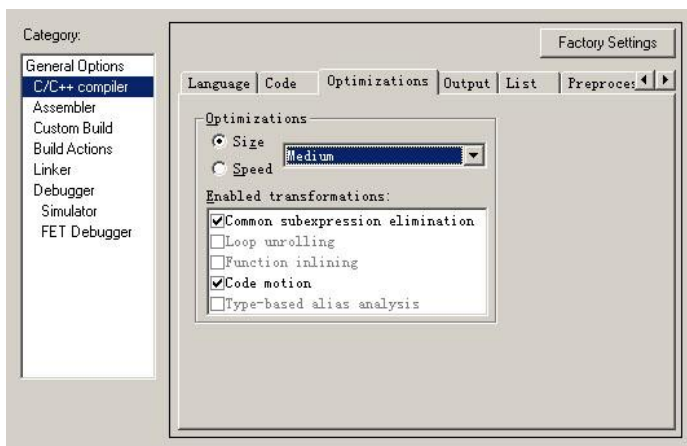 Category:
Factory Settings
General Options
C/C++ compiler
Assembler
Custom Build
Build Actions
Linker
Debugger
Simulator
FET Debugger
Language Code Optimizations Output List Preproces
Optimizations
Size
Medium
Speed
Enabled transformations:
Common subexpression elimination
Loop unrolling
Function inlining
Code motion
Type-based alias analysis